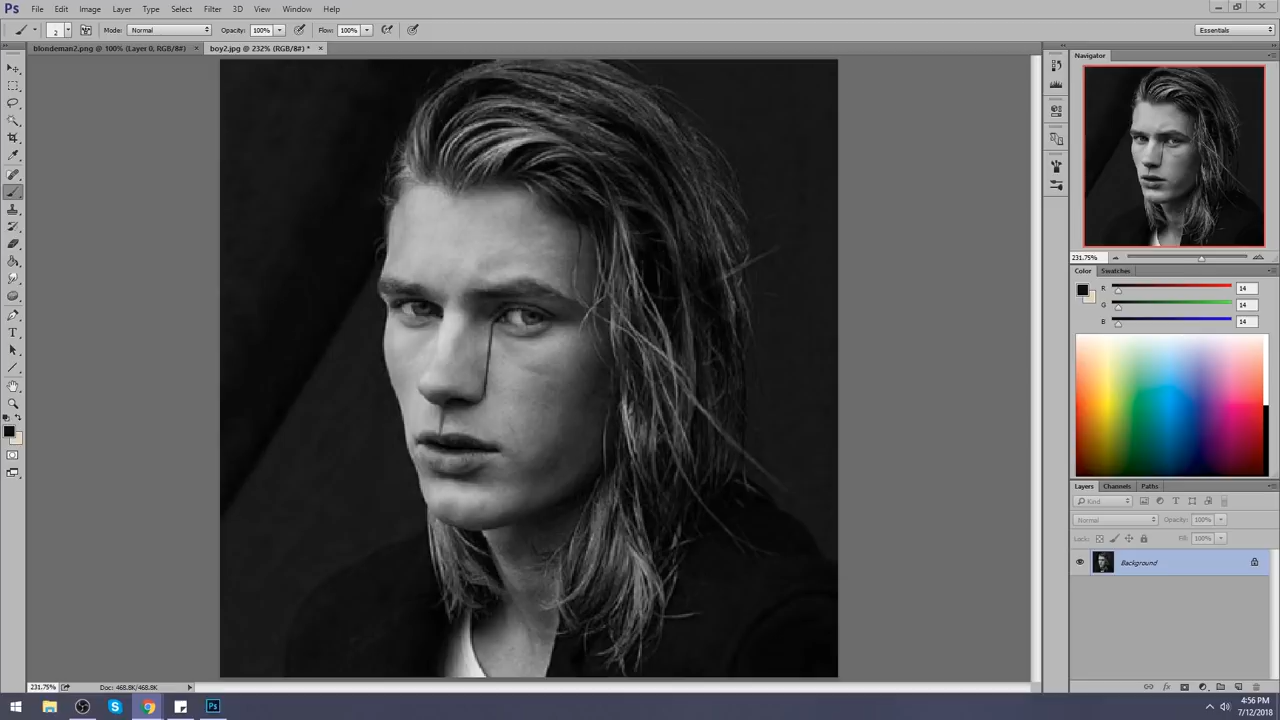 Ps File Edit Image Layer Type Select Filter 3D View Window Help
2 Mode: Normal Opacity: 100% Flow: 100% Essentials
blondeman2.png @ 100% (Layer 0, RGB/8#) × boy2.jpg @ 232% (RGB/8#) * ×
Navigator
231.75%
Color Swatches
R 14
G 14
B 14
Layers Channels Paths
Kind
Normal Opacity: 100%
Lock: Fill: 100%
Background
231.75% Doc: 468.8K/468.8K
4:56 PM
7/12/2018